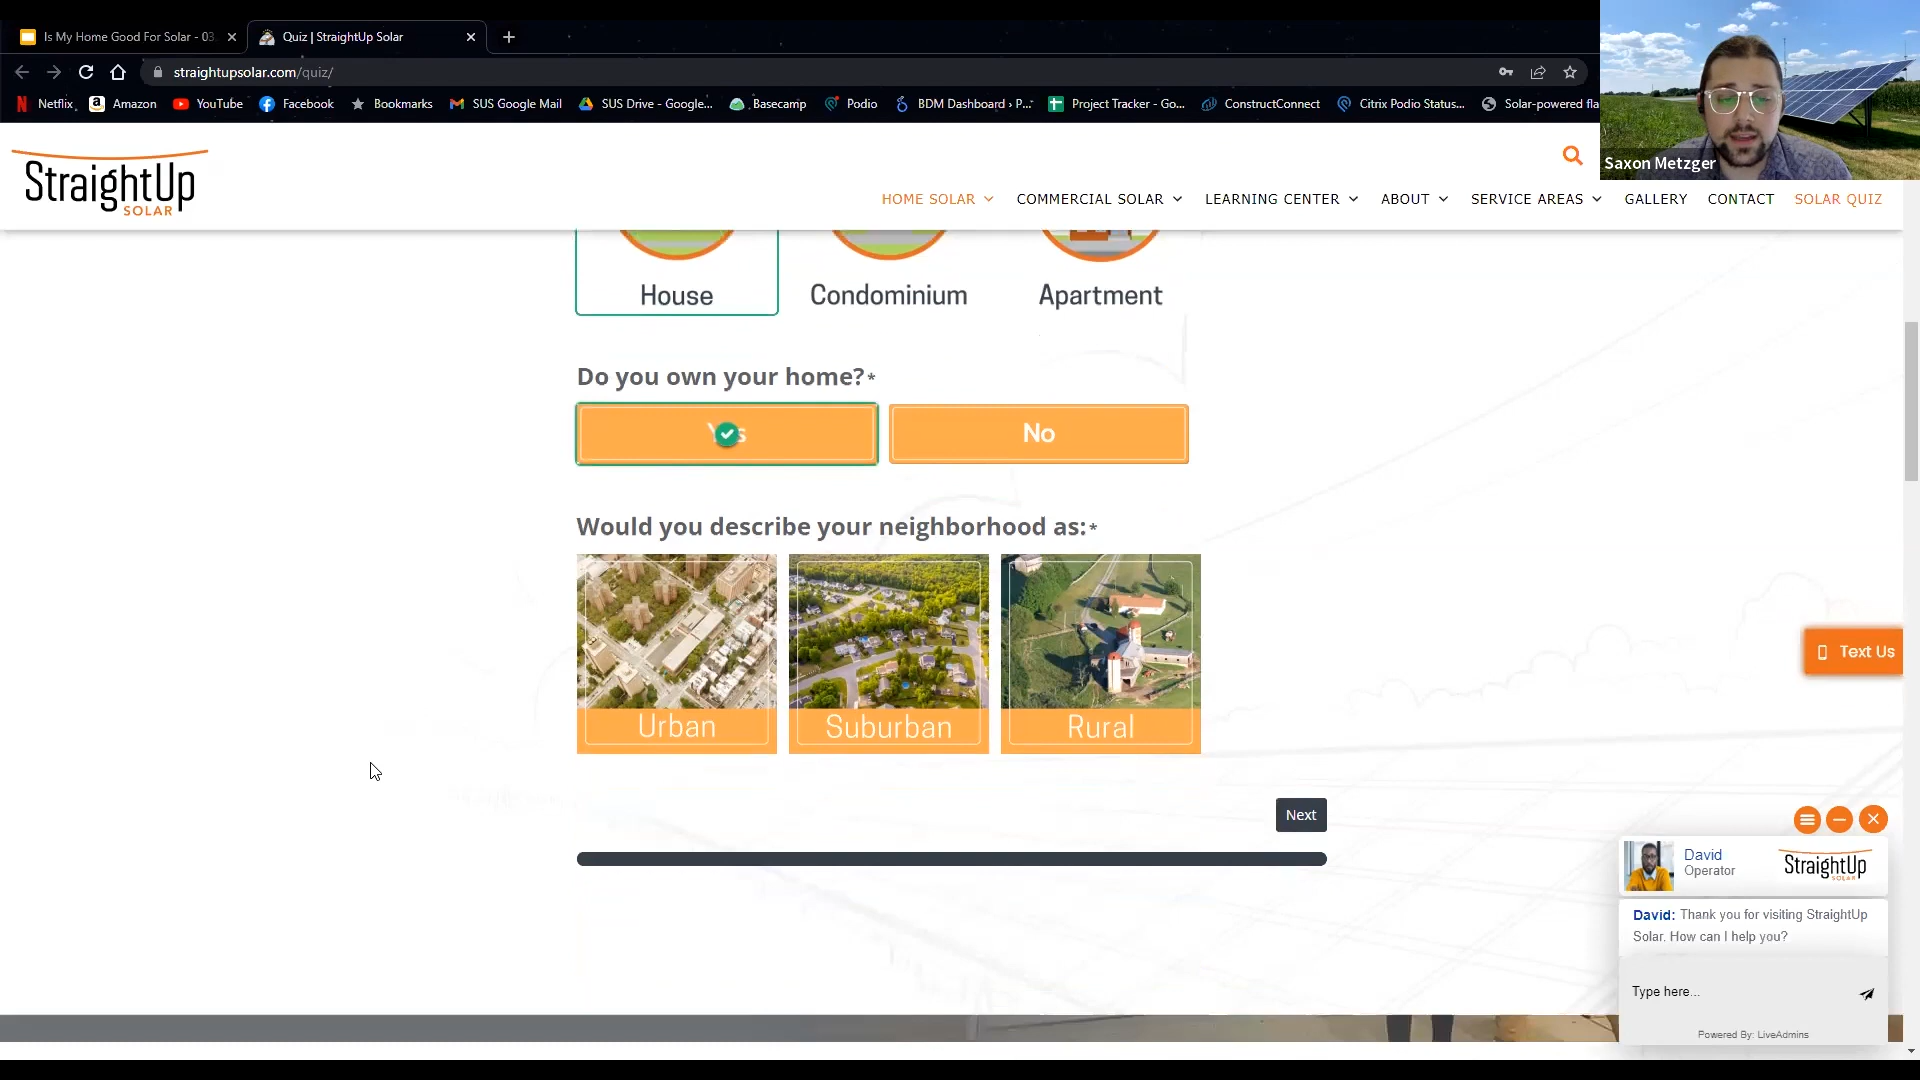 Is My Home Good For Solar - 03
Quiz | StraightUp Solar
straightupsolar.com/quiz/
Netflix
Amazon
YouTube
Facebook
Bookmarks
SUS Google Mail
SUS Drive - Google...
Basecamp
Podio
BDM Dashboard › P...
Project Tracker - Go...
ConstructConnect
Citrix Podio Status...
Solar-powered fla
Saxon Metzger
StraightUp
SOLAR
HOME SOLAR
COMMERCIAL SOLAR
LEARNING CENTER
ABOUT
SERVICE AREAS
GALLERY
CONTACT
SOLAR QUIZ
House
Condominium
Apartment
Do you own your home?*
Yes
No
Would you describe your neighborhood as:*
Urban
Suburban
Rural
Next
Text Us
David
Operator
StraightUp
SOLAR
David: Thank you for visiting StraightUp
Solar. How can I help you?
Type here...
Powered By: LiveAdmins